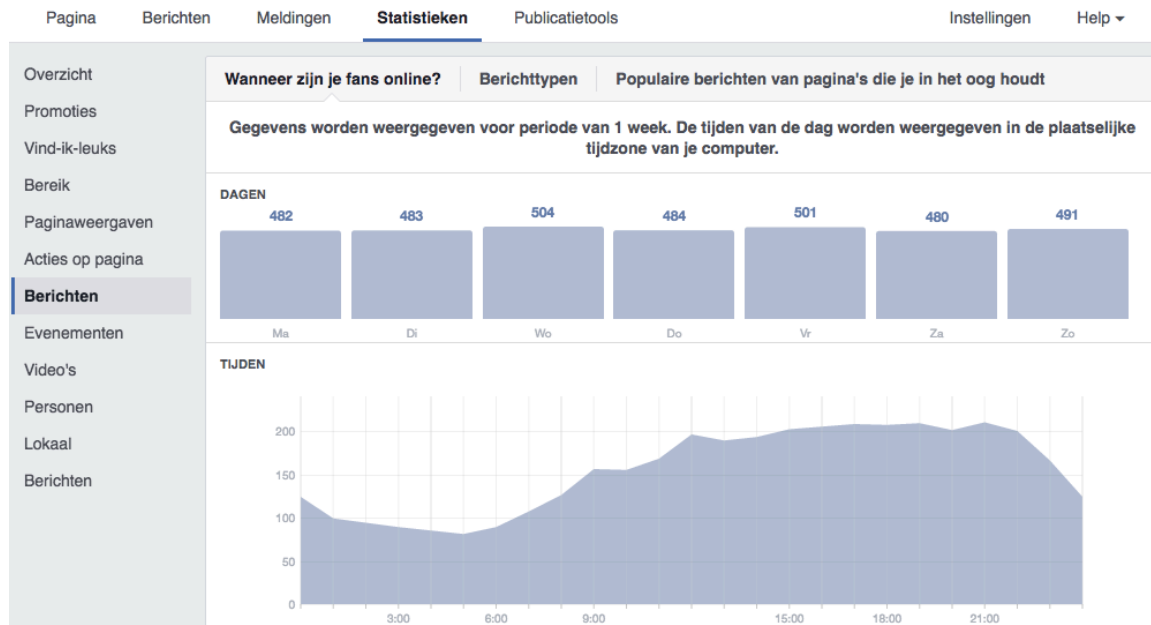 Pagina Berichten Meldingen Statistieken Publicatietools Instellingen Help
Overzicht
Promoties
Vind-ik-leuks
Bereik
Paginaweergaven
Acties op pagina
Berichten
Evenementen
Video's
Personen
Lokaal
Berichten
Wanneer zijn je fans online? Berichttypen Populaire berichten van pagina's die je in het oog houdt
Gegevens worden weergegeven voor periode van 1 week. De tijden van de dag worden weergegeven in de plaatselijke
tijdzone van je computer.
DAGEN
482 483 504 484 501 480 491
Ma Di Wo Do Vr Za Zo
TIJDEN
200
150
100
50
0
3:00 6:00 9:00 15:00 18:00 21:00